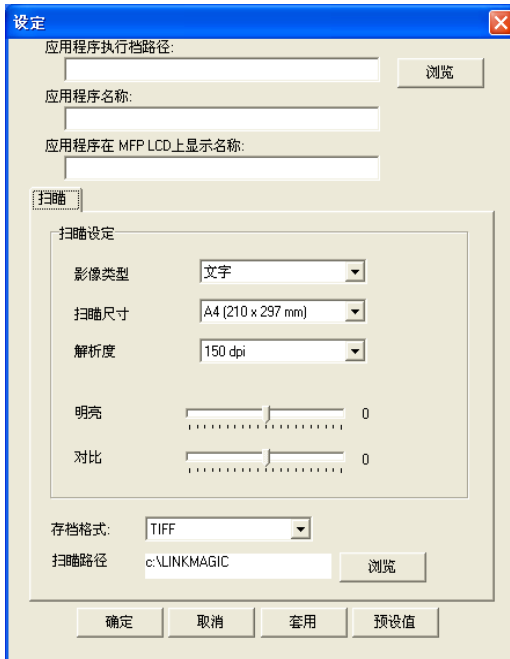 设定
应用程序执行档路径:
浏览
应用程序名称:
应用程序在 MFP LCD上显示名称:
扫瞄
扫瞄设定
影像类型 文字
扫瞄尺寸 A4 (210 x 297 mm)
解析度 150 dpi
明亮 0
对比 0
存档格式: TIFF
扫瞄路径 c:\LINKMAGIC 浏览
确定 取消 套用 预设值